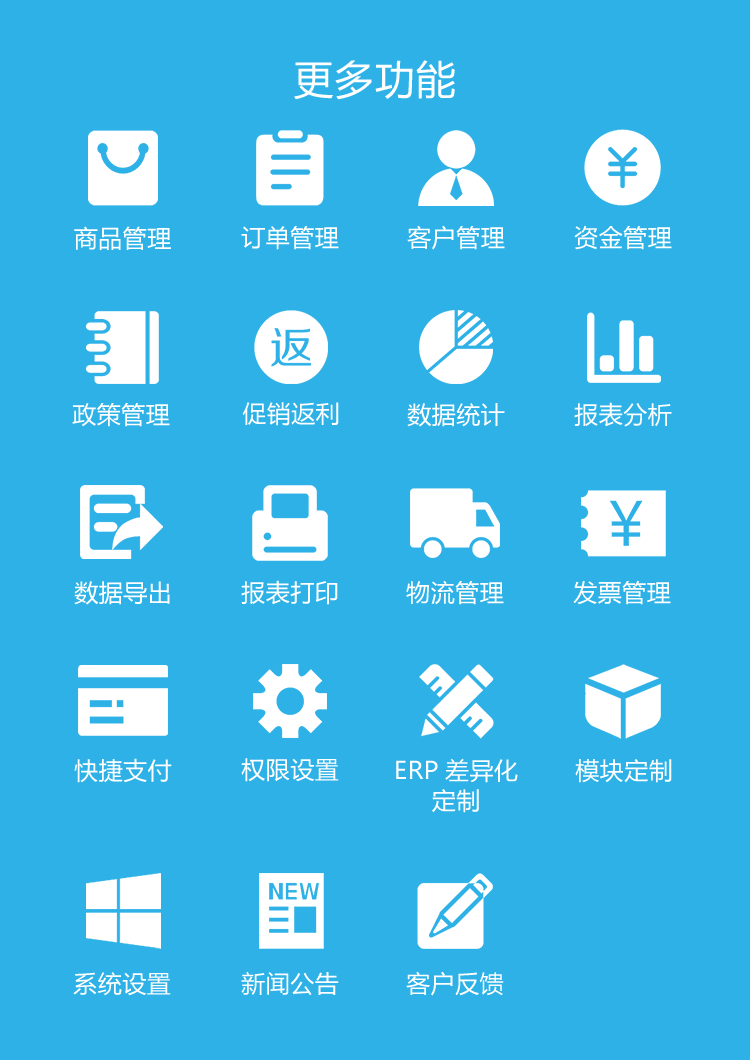 更多功能
商品管理
订单管理
客户管理
¥
资金管理
政策管理
返
促销返利
数据统计
报表分析
数据导出
报表打印
物流管理
¥
发票管理
快捷支付
权限设置
ERP 差异化
定制
模块定制
系统设置
NEW
新闻公告
客户反馈